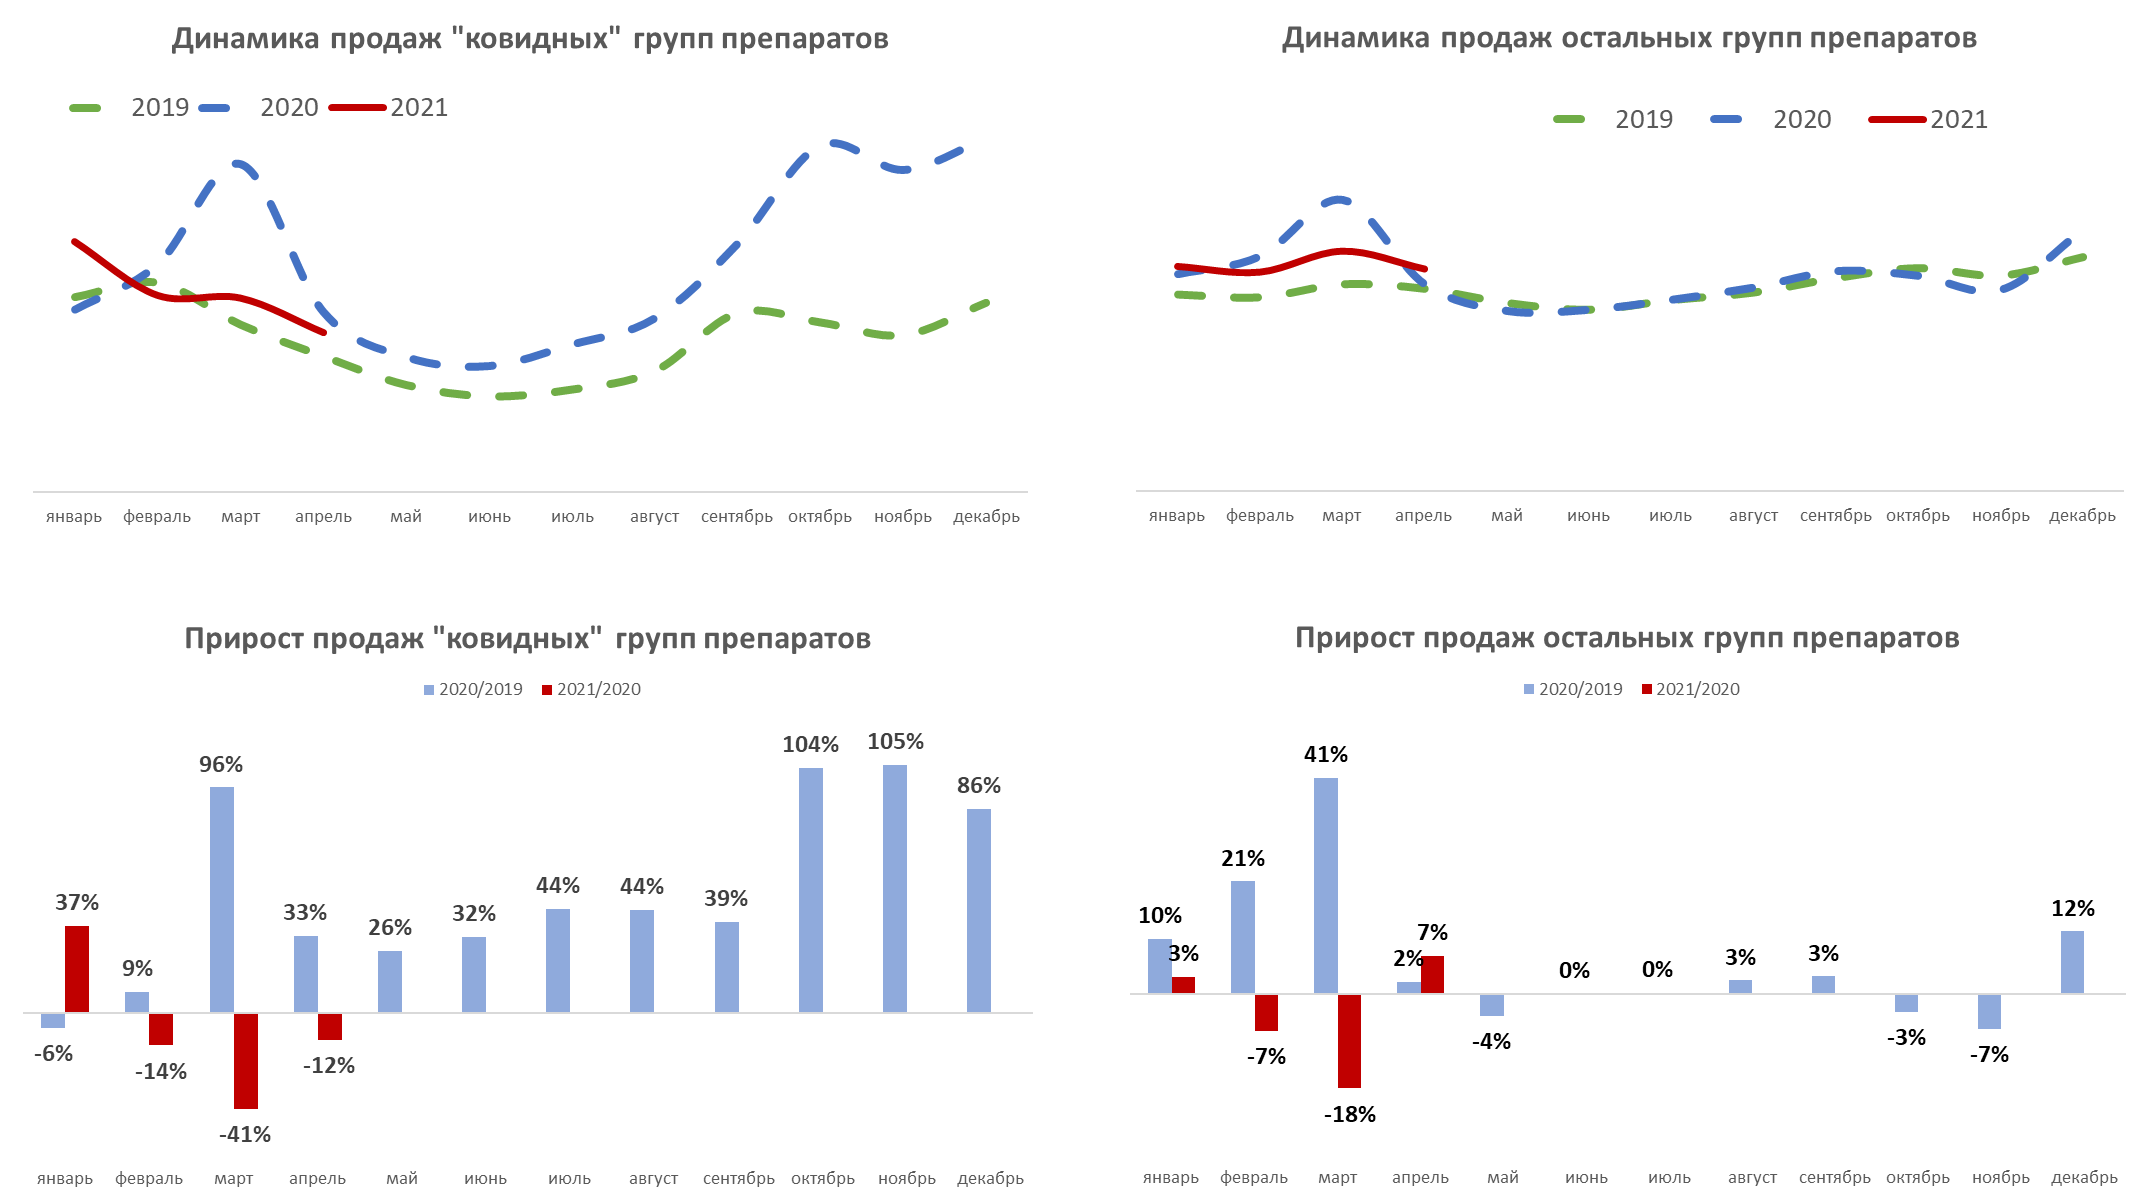 Динамика продаж "ковидных" групп препаратов
2019 2020 2021
январь февраль март апрель май июнь июль август сентябрь октябрь ноябрь декабрь
Динамика продаж остальных групп препаратов
2019 2020 2021
январь февраль март апрель май июнь июль август сентябрь октябрь ноябрь декабрь
Прирост продаж "ковидных" групп препаратов
2020/2019 2021/2020
-6% 37% 9% -14% 96% -41% 33% -12% 26% 32% 44% 44% 39% 104% 105% 86%
январь февраль март апрель май июнь июль август сентябрь октябрь ноябрь декабрь
Прирост продаж остальных групп препаратов
2020/2019 2021/2020
10% 3% 21% -7% 41% -18% 2% 7% -4% 0% 0% 3% 3% -3% -7% 12%
январь февраль март апрель май июнь июль август сентябрь октябрь ноябрь декабрь